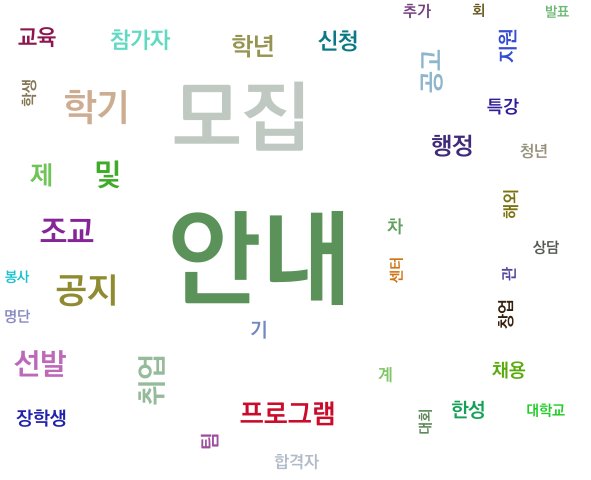 추가
회
발표
교육
참가자
학년
신청
지원
공고
학생
학기
모집
특강
행정
청년
제
및
해외
조교
안내
차
상담
봉사
공지
센터
관
명단
기
창업
선발
취업
계
채용
장학생
프로그램
대회
한성
대학교
팀
합격자